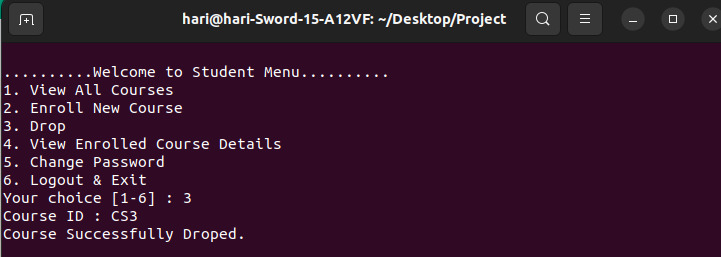 hari@hari-Sword-15-A12VF: ~/Desktop/Project
..........Welcome to Student Menu..........
1. View All Courses
2. Enroll New Course
3. Drop
4. View Enrolled Course Details
5. Change Password
6. Logout & Exit
Your choice [1-6] : 3
Course ID : CS3
Course Successfully Droped.